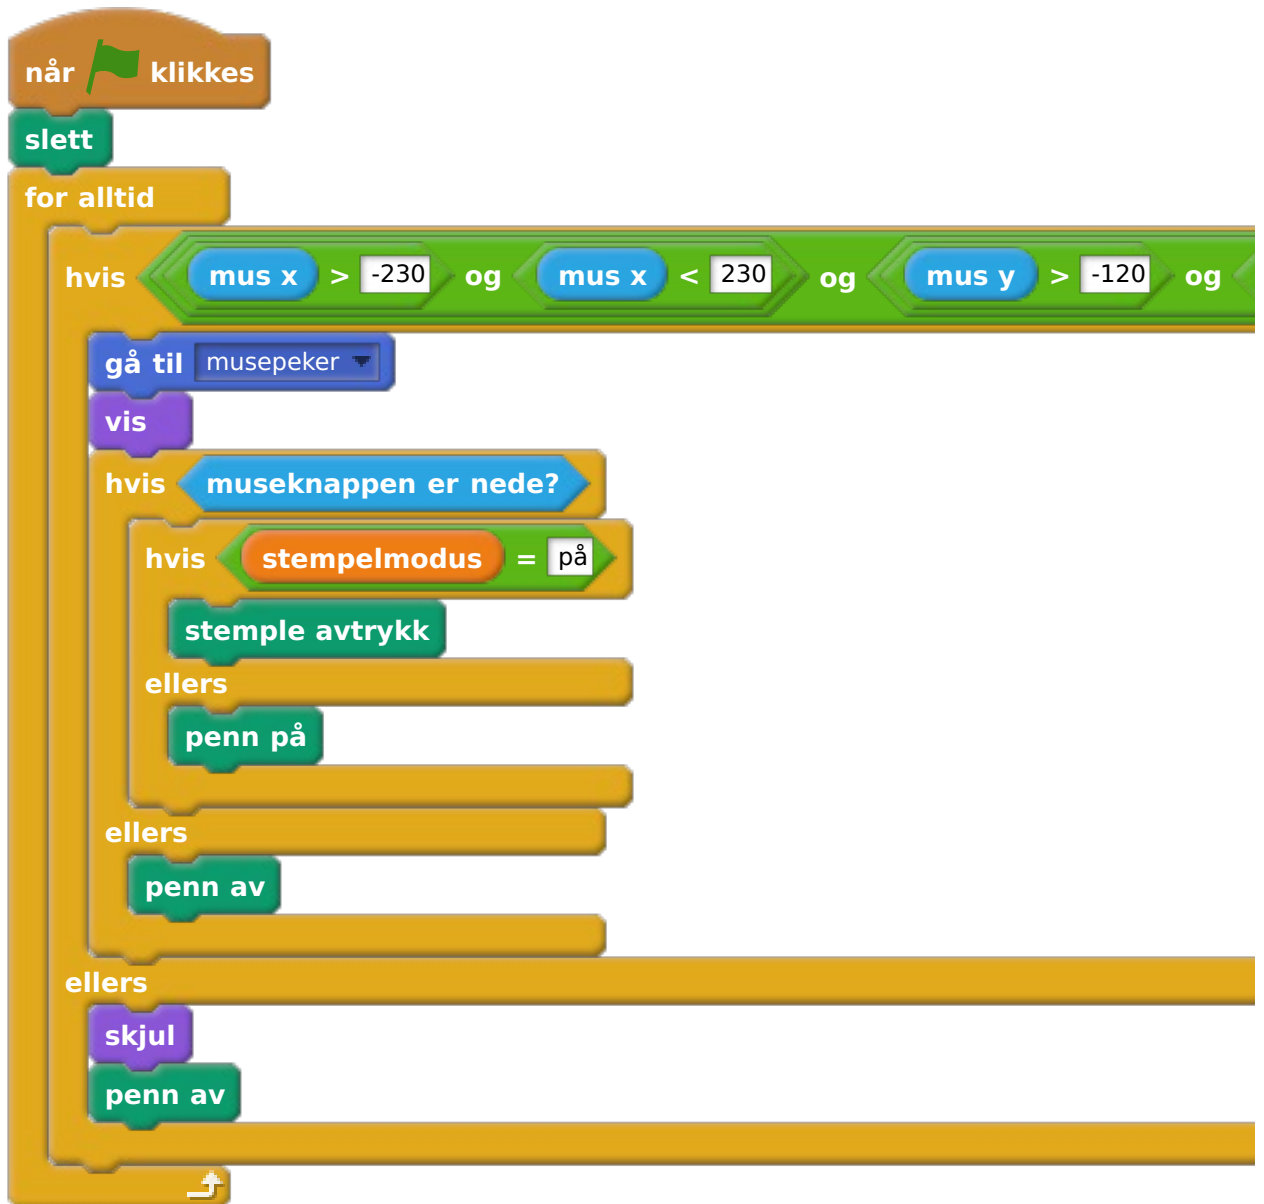 når klikkes
slett
for alltid
hvis mus x > -230 og mus x < 230 og mus y > -120 og
gå til musepeker
vis
hvis museknappen er nede?
hvis stempelmodus = på
stemple avtrykk
ellers
penn på
ellers
penn av
ellers
skjul
penn av